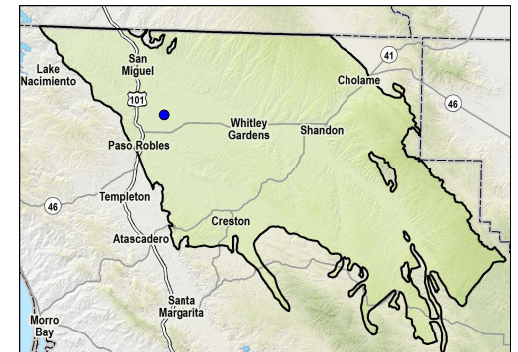 San
Miguel
Lake
Nacimiento
41
Cholame
101
46
Whitley
Gardens
Shandon
Paso Robles
Templeton
46
Creston
Atascadero
Santa
Margarita
Morro
Bay